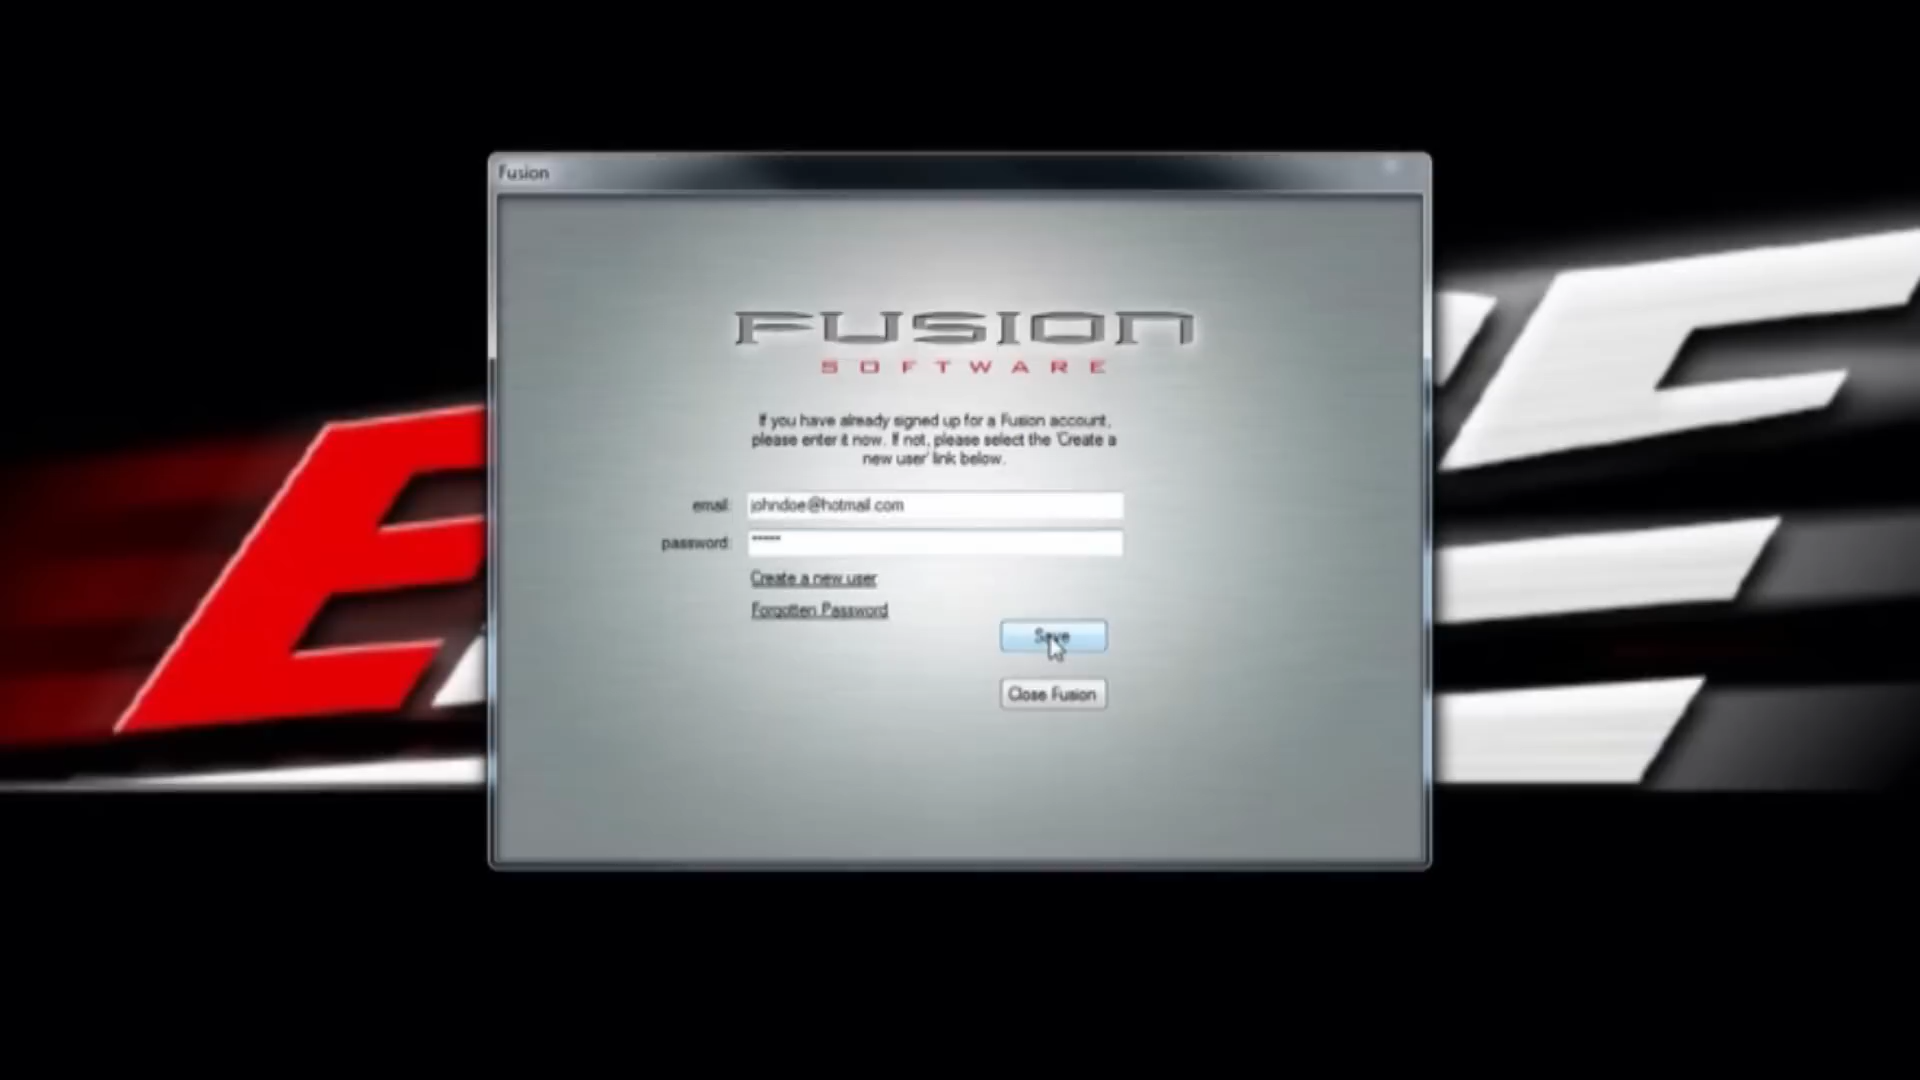 Fusion
FUSION
SOFTWARE
If you have already signed up for a Fusion account,
please enter it now. If not, please select the 'Create a
new user' link below.
email: johndoe@hotmail.com
password: *****
Create a new user
Forgotten Password
Save
Close Fusion